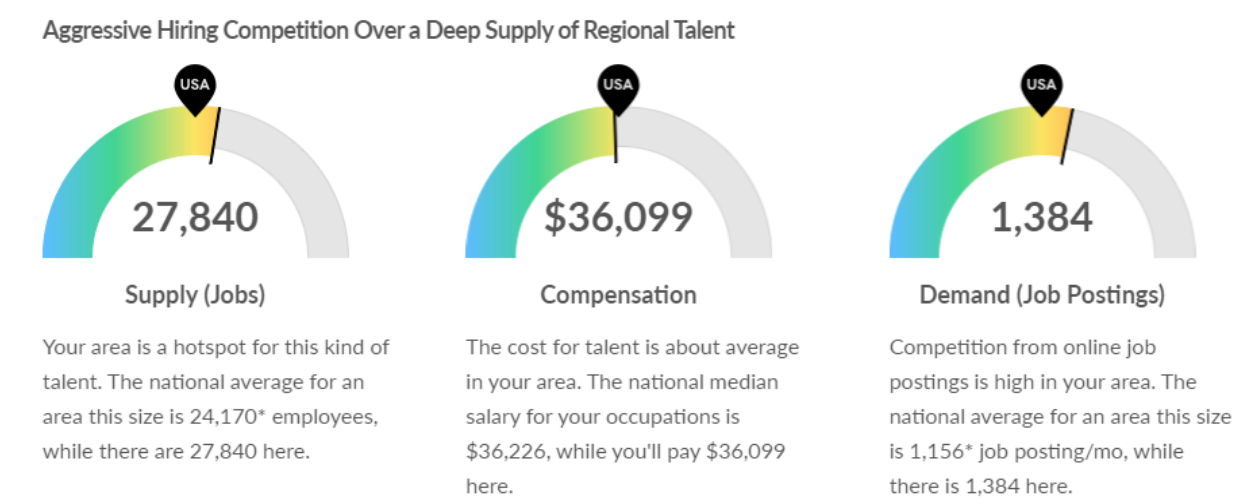 Aggressive Hiring Competition Over a Deep Supply of Regional Talent
USA
27,840
Supply (Jobs)
Your area is a hotspot for this kind of
talent. The national average for an
area this size is 24,170* employees,
while there are 27,840 here.
USA
$36,099
Compensation
The cost for talent is about average
in your area. The national median
salary for your occupations is
$36,226, while you'll pay $36,099
here.
USA
1,384
Demand (Job Postings)
Competition from online job
postings is high in your area. The
national average for an area this size
is 1,156* job posting/mo, while
there is 1,384 here.